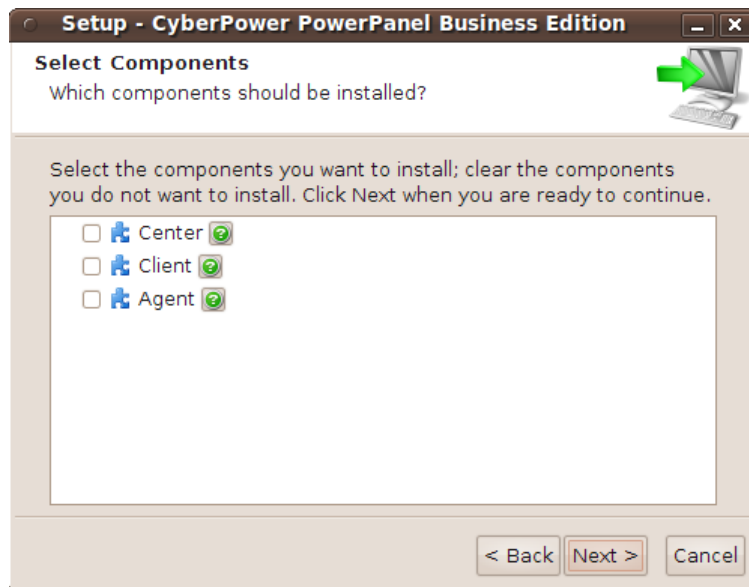 Setup - CyberPower PowerPanel Business Edition
Select Components
Which components should be installed?
Select the components you want to install; clear the components
you do not want to install. Click Next when you are ready to continue.
Center
Client
Agent
< Back Next > Cancel